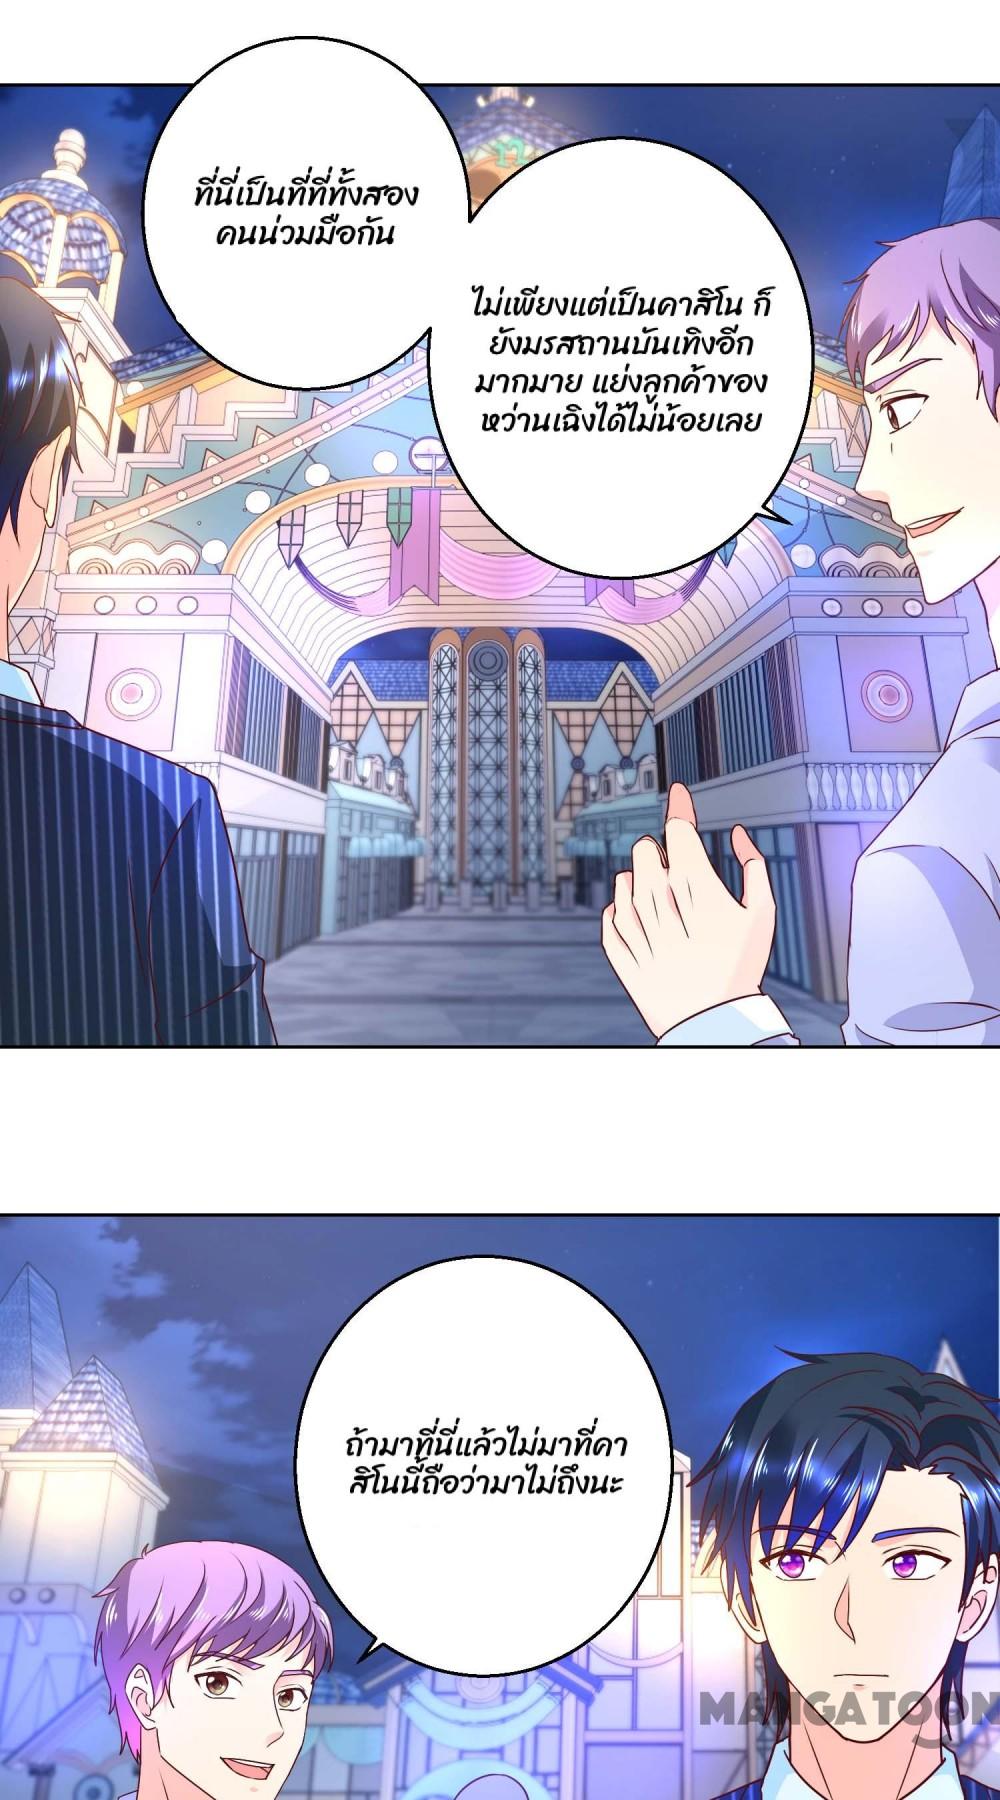 ที่นี่เป็นที่ที่ทั้งสอง
คนน่วมมือกัน
ไม่เพียงแต่เป็นคาสิโน ก็
ยังมรสถานบันเทิงอีก
มากมาย แย่งลูกค้าของ
หว่านเฉิงได้ไม่น้อยเลย
ถ้ามาที่นี่แล้วไม่มาที่คา
สิโนนี้ถือว่ามาไม่ถึงนะ
MANGATOON